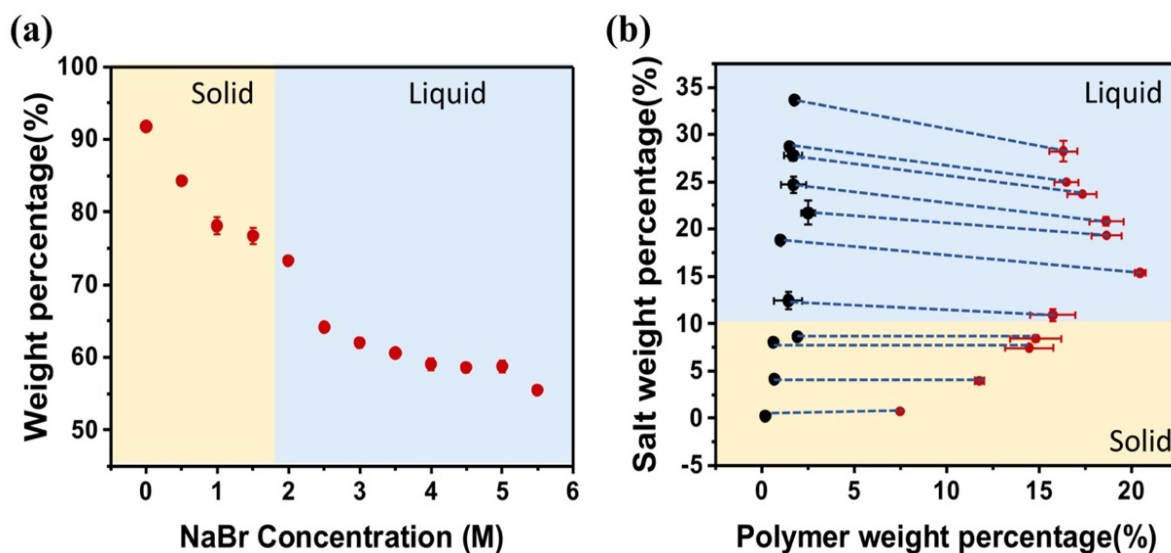 (a)
Weight percentage(%)
100
90
80
70
60
50
Solid
Liquid
0 1 2 3 4 5 6
NaBr Concentration (M)
(b)
Salt weight percentage(%)
35
30
25
20
15
10
5
0
-5
Liquid
Solid
0 5 10 15 20
Polymer weight percentage(%)